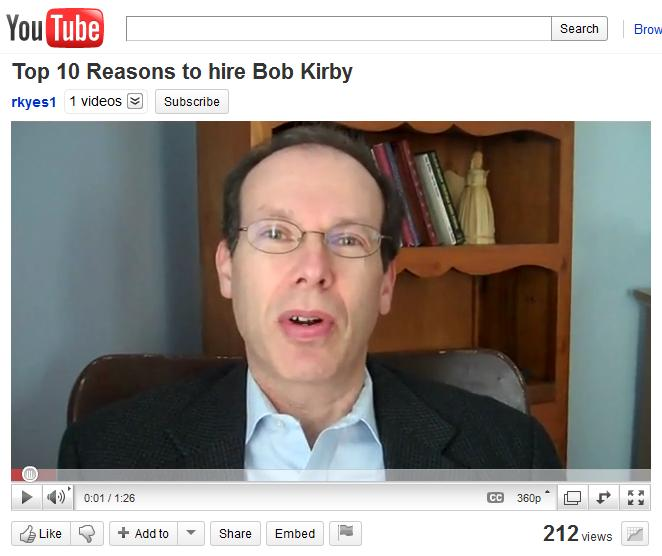 YouTube Search Brow
Top 10 Reasons to hire Bob Kirby
rkyes1 1 videos Subscribe
0:01 / 1:26 CC 360p
Like + Add to Share Embed 212 views